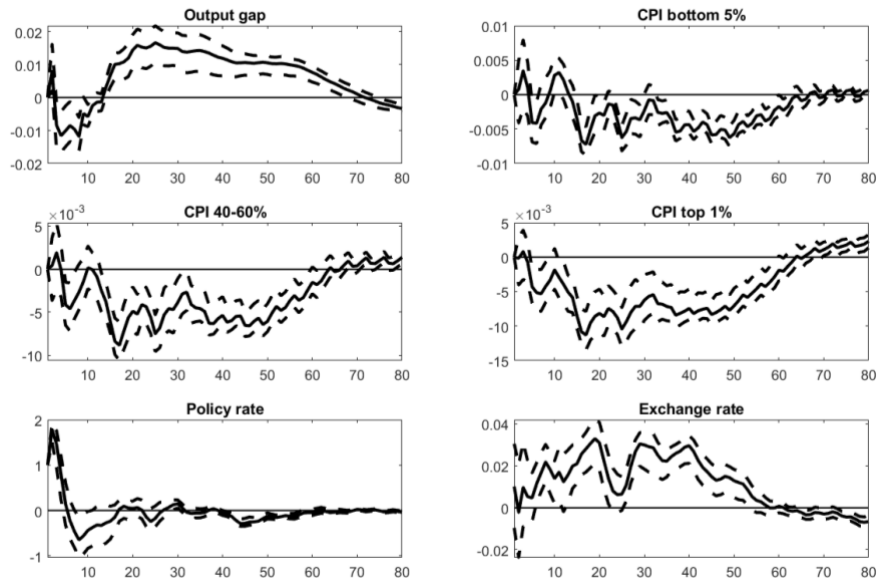 Output gap
0.02
0.01
0
-0.01
-0.02
10 20 30 40 50 60 70 80
CPI bottom 5%
0.01
0.005
0
-0.005
-0.01
10 20 30 40 50 60 70 80
CPI 40-60%
×10⁻³
5
0
-5
-10
10 20 30 40 50 60 70 80
CPI top 1%
×10⁻³
5
0
-5
-10
-15
10 20 30 40 50 60 70 80
Policy rate
2
1
0
-1
10 20 30 40 50 60 70 80
Exchange rate
0.04
0.02
0
-0.02
10 20 30 40 50 60 70 80